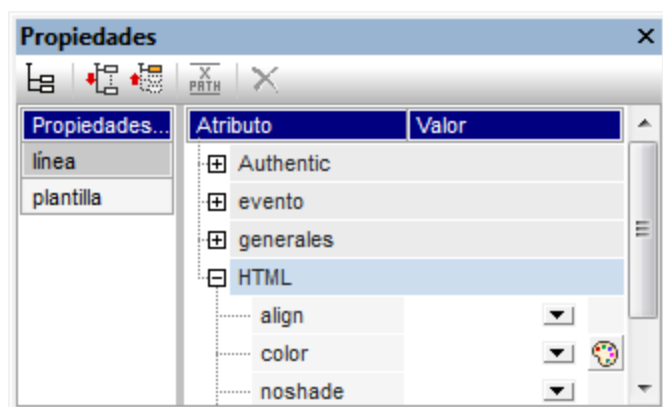 Propiedades
X
PATH
Propiedades... Atributo Valor
línea Authentic
plantilla evento
generales
HTML
align
color
noshade